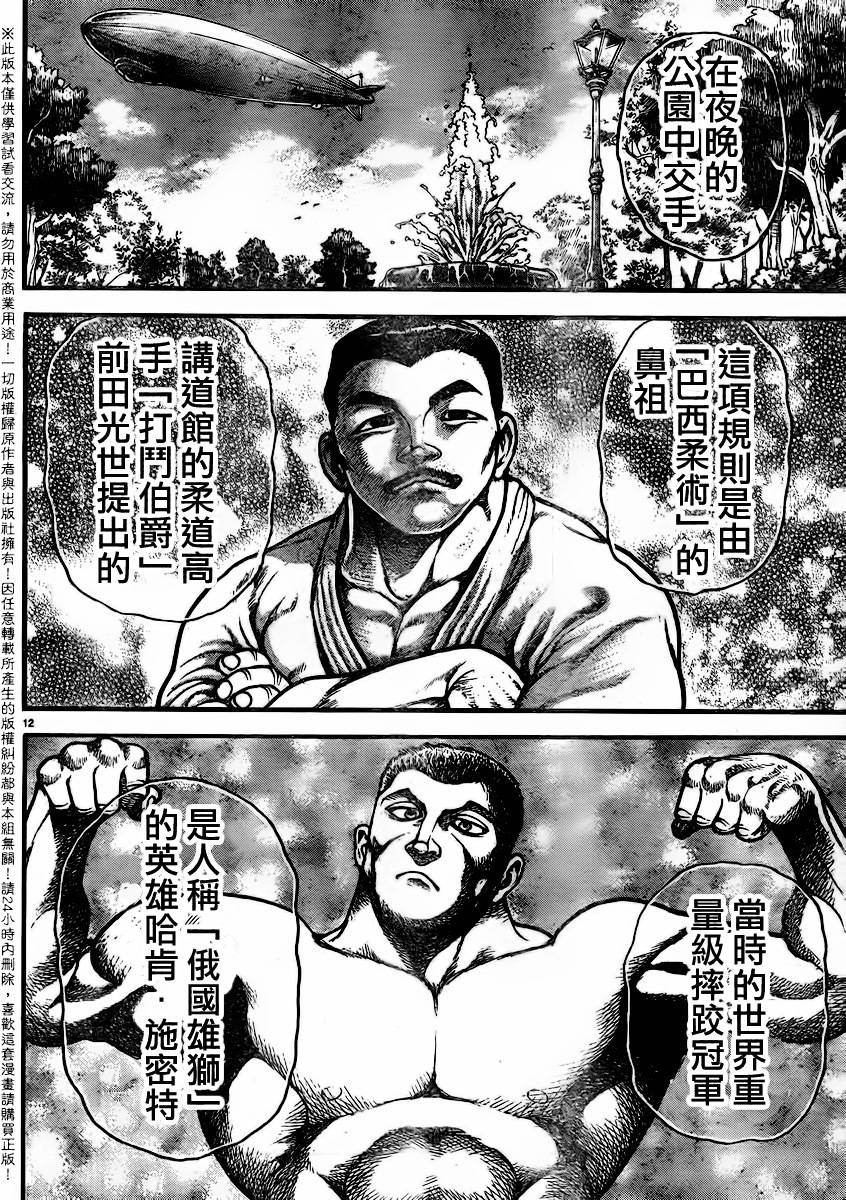 在夜晚的
公園中交手
這項規則是由
「巴西柔術」的
鼻祖
講道館的柔道高
手「打鬥伯爵」
前田光世提出的
12
當時的世界重
量級摔跤冠軍
是人稱「俄國雄獅」
的英雄哈肯．施密特
※此版本僅供學習試看交流，請勿用於商業用途！一切版權歸原作者與出版社擁有！因任意轉載所產生的版權糾紛都與本組無關！請24小時內刪除，喜歡這套漫畫請購買正版！